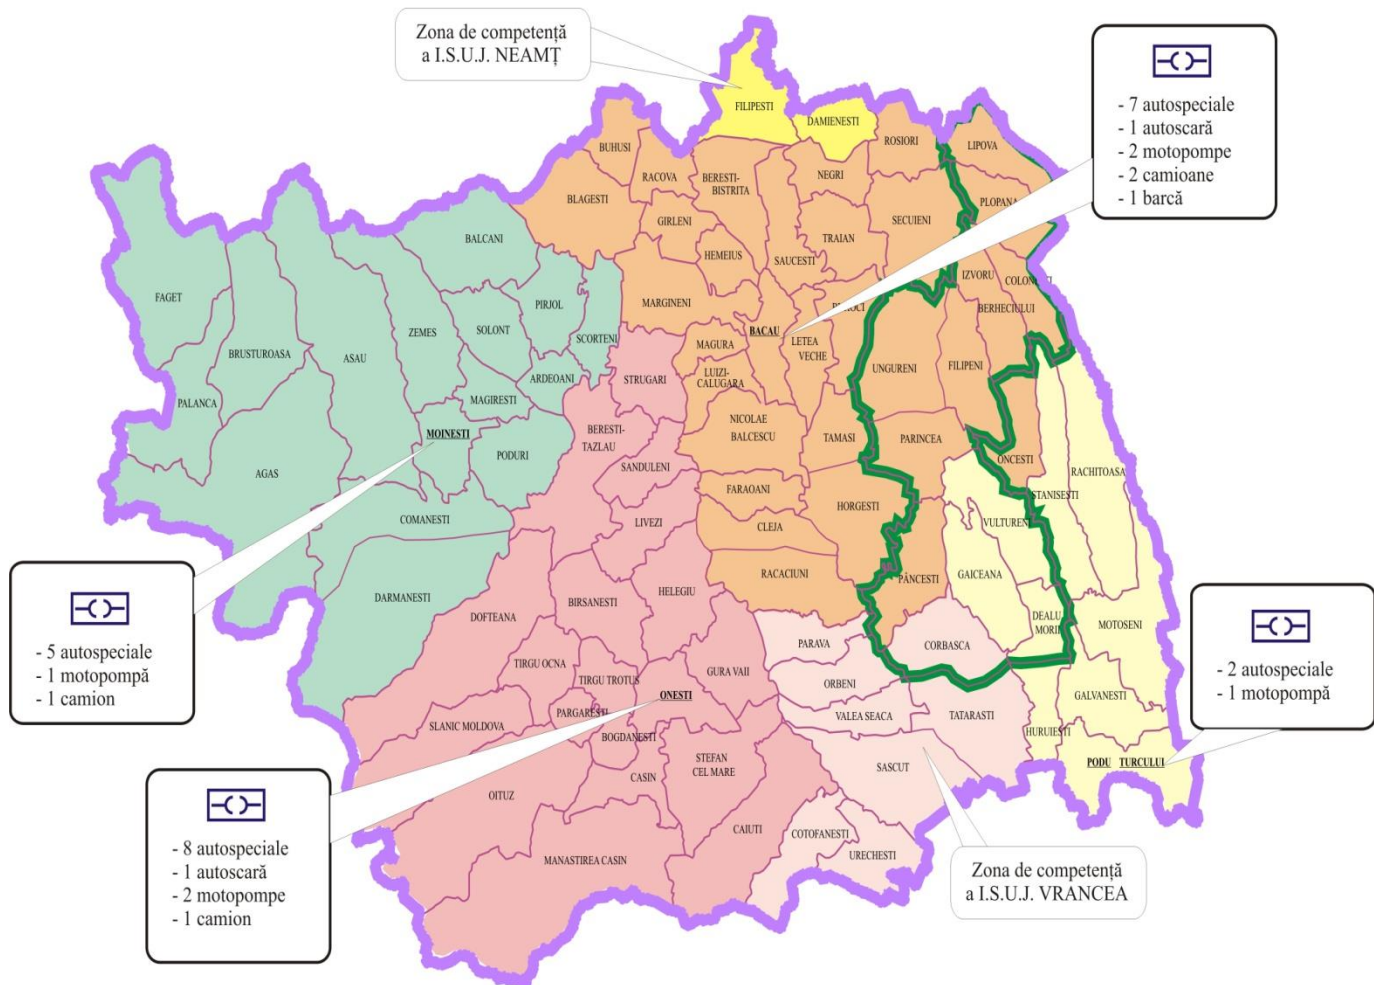 Zona de competență
a I.S.U.J. NEAMȚ
- 7 autospeciale
- 1 autoscară
- 2 motopompe
- 2 camioane
- 1 barcă
FILIPESTI
DAMIENESTI
BUHUSI
RACOVA
BERESTI-
BISTRITA
NEGRI
ROSIORI
LIPOVA
BLAGESTI
GIRLENI
TRAIAN
SECUIENI
PLOPANA
BALCANI
HEMEIUS
SAUCESTI
IZVORU
BERHECIULUI
FAGET
BRUSTUROASA
ASAU
ZEMES
SOLONT
PIRJOL
SCORTENI
MARGINENI
BACAU
LETEA
VECHE
MAGURA
LUIZI-
CALUGARA
UNGURENI
FILIPENI
STRUGARI
ARDEOANI
MAGIRESTI
PALANCA
MOINESTI
PODURI
BERESTI-
TAZLAU
NICOLAE
BALCESCU
TAMASI
PARINCEA
ONCESTI
RACHITOASA
AGAS
SANDULENI
FARAOANI
HORGESTI
STANISESTI
VULTURENI
COMANESTI
LIVEZI
CLEJA
RACACIUNI
PÂNCESTI
GAICEANA
DARMANESTI
DOFTEANA
BIRSANESTI
HELEGIU
PARAVA
CORBASCA
DEALU
MORII
MOTOSENI
- 5 autospeciale
- 1 motopompă
- 1 camion
- 2 autospeciale
- 1 motopompă
TIRGU OCNA
TIRGU TROTUS
ONESTI
GURA VAII
ORBENI
GALVANESTI
SLANIC MOLDOVA
PARGARESTI
BOGDANESTI
VALEA SEACA
TATARASTI
HURUIESTI
STEFAN
CEL MARE
PODU TURCULUI
CASIN
SASCUT
OITUZ
CAIUTI
COTOFANESTI
URECHESTI
MANASTIREA CASIN
- 8 autospeciale
- 1 autoscară
- 2 motopompe
- 1 camion
Zona de competență
a I.S.U.J. VRANCEA